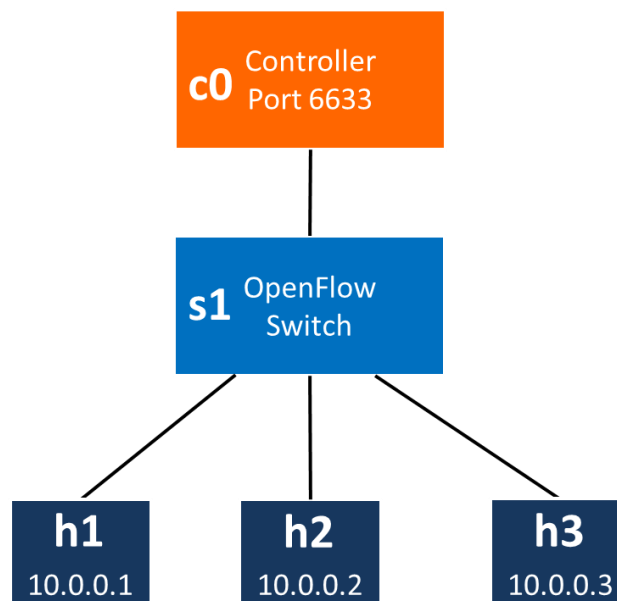 c0 Controller
Port 6633
s1 OpenFlow
Switch
h1 h2 h3
10.0.0.1 10.0.0.2 10.0.0.3